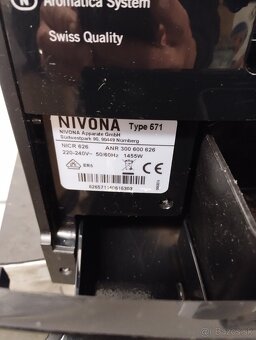 Aromatica System
Swiss Quality
NIVONA Type 571
NIVONA Apparate GmbH
Südwestpark 90, 90449 Nürnberg
NICR 626 ANR 300 600 626
220-240V~ 50/60Hz 1455W